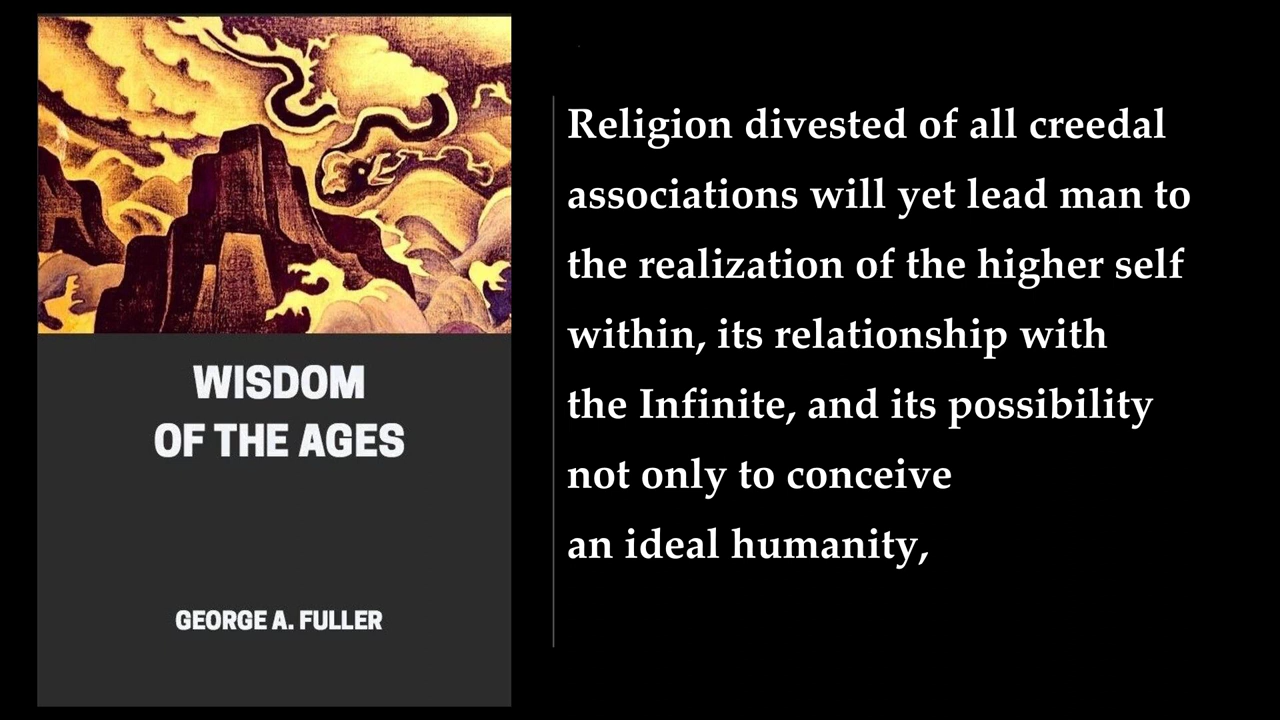 WISDOM
OF THE AGES
GEORGE A. FULLER
Religion divested of all creedal
associations will yet lead man to
the realization of the higher self
within, its relationship with
the Infinite, and its possibility
not only to conceive
an ideal humanity,